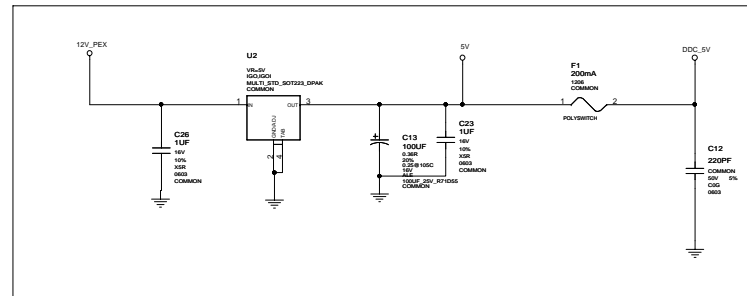 12V_PEX
U2
VR=5V
IGO,IGOI
MULTI_STD_SOT223_DPAK
COMMON
1
IN
OUT
3
GND/ADJ
TAB
2
4
C26
1UF
16V
10%
X5R
0603
COMMON
C13
100UF
0.36R
20%
0.25@105C
16V
ALE
100UF_25V_R71D55
COMMON
5V
C23
1UF
16V
10%
X5R
0603
COMMON
F1
200mA
1206
COMMON
1
2
POLYSWITCH
DDC_5V
C12
220PF
COMMON
50V 5%
C0G
0603